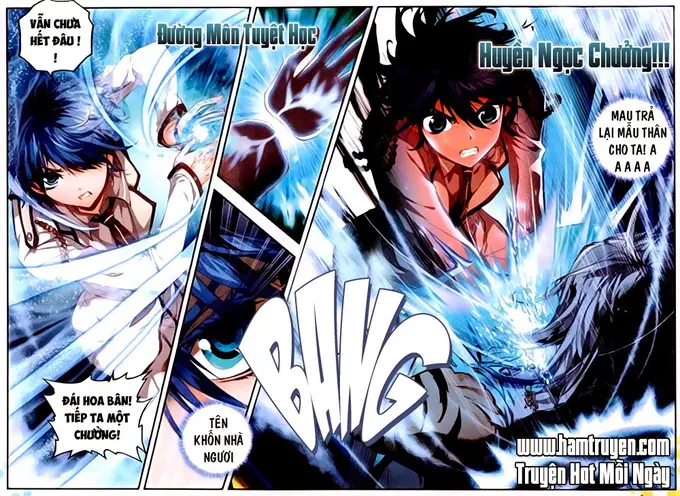 VẪN CHƯA
HẾT ĐÂU !
!
Đường Môn Tuyệt Học
Huyền Ngọc Chưởng!!!
MAU TRẢ
LẠI MẪU THÂN
CHO TA! A
A A A A
BANG
ĐÁI HOA BÂN!
TIẾP TA MỘT
CHƯỞNG!
TÊN
KHỐN NHÀ
NGƯƠI
www.hamtruyen.com
Truyện Hot Mỗi Ngày